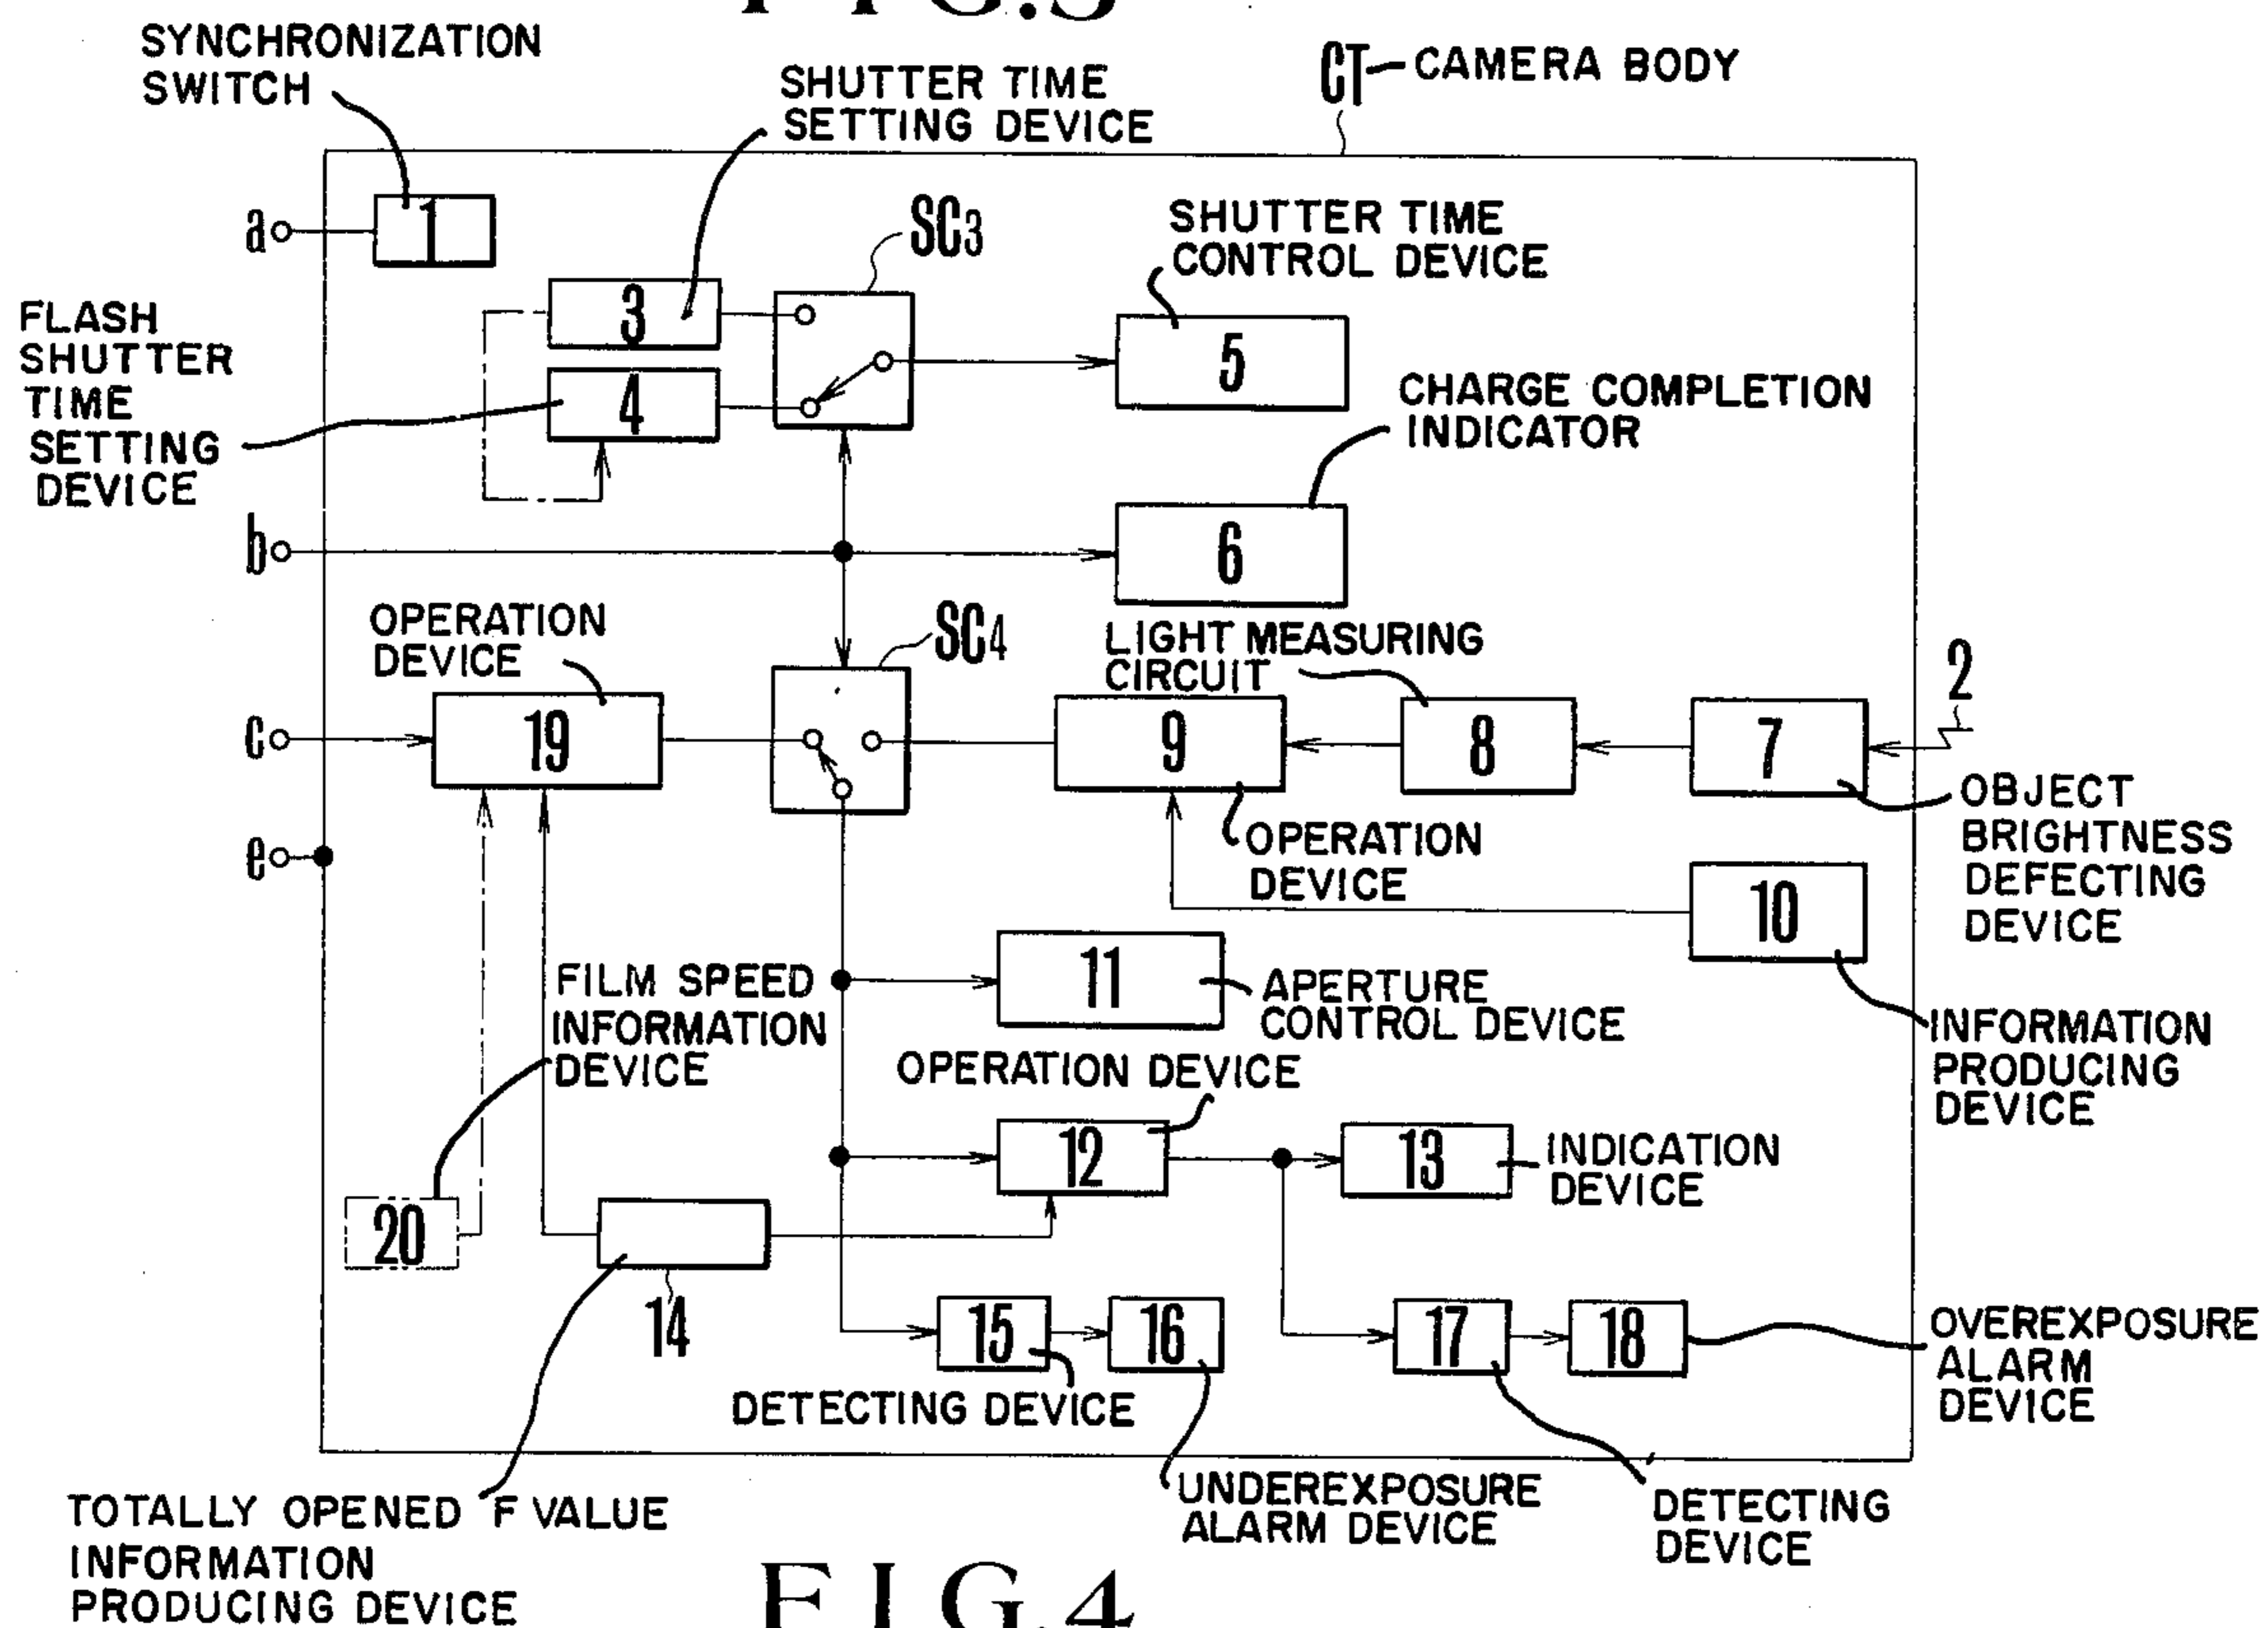 FIG.3
SYNCHRONIZATION
SWITCH
SHUTTER TIME
SETTING DEVICE
CT
CAMERA BODY
a
1
SC3
SHUTTER TIME
CONTROL DEVICE
FLASH
SHUTTER
TIME
SETTING
DEVICE
3
4
5
CHARGE COMPLETION
INDICATOR
b
6
OPERATION
DEVICE
SC4
LIGHT MEASURING
CIRCUIT
2
c
19
9
8
7
OBJECT
BRIGHTNESS
DEFECTING
DEVICE
e
OPERATION
DEVICE
10
FILM SPEED
INFORMATION
DEVICE
11
APERTURE
CONTROL DEVICE
INFORMATION
PRODUCING
DEVICE
OPERATION DEVICE
12
13
INDICATION
DEVICE
20
14
15
16
17
18
OVEREXPOSURE
ALARM
DEVICE
DETECTING DEVICE
UNDEREXPOSURE
ALARM DEVICE
DETECTING
DEVICE
TOTALLY OPENED F VALUE
INFORMATION
PRODUCING DEVICE
FIG.4